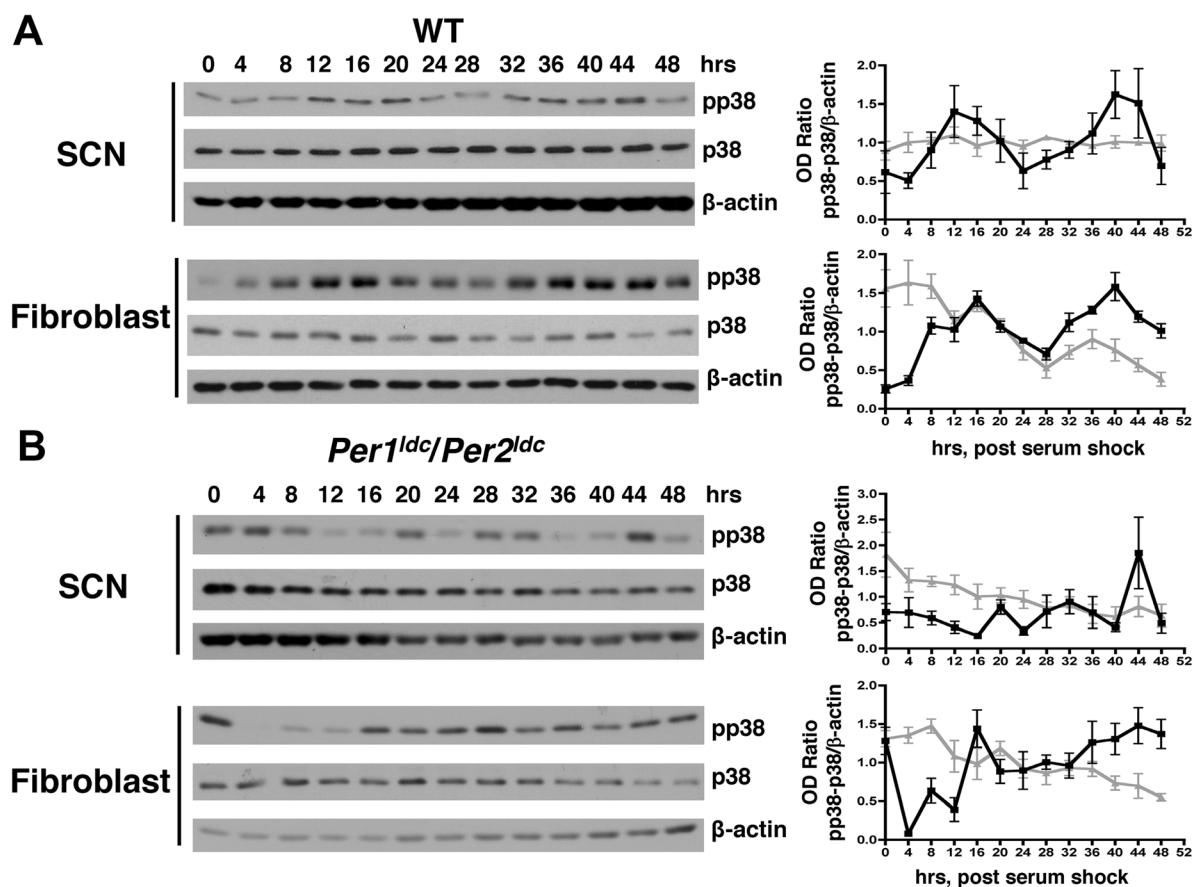 A
WT
0 4 8 12 16 20 24 28 32 36 40 44 48 hrs
SCN
pp38
p38
β-actin
Fibroblast
pp38
p38
β-actin
OD Ratio
pp38-p38/β-actin
2.0
1.5
1.0
0.5
0.0
0 4 8 12 16 20 24 28 32 36 40 44 48 52
OD Ratio
pp38-p38/β-actin
2.0
1.5
1.0
0.5
0.0
0 4 8 12 16 20 24 28 32 36 40 44 48 52
hrs, post serum shock
B
Per1ldc/Per2ldc
0 4 8 12 16 20 24 28 32 36 40 44 48 hrs
SCN
pp38
p38
β-actin
Fibroblast
pp38
p38
β-actin
OD Ratio
pp38-p38/β-actin
3.0
2.5
2.0
1.5
1.0
0.5
0.0
0 4 8 12 16 20 24 28 32 36 40 44 48 52
OD Ratio
pp38-p38/β-actin
2.0
1.5
1.0
0.5
0.0
0 4 8 12 16 20 24 28 32 36 40 44 48 52
hrs, post serum shock